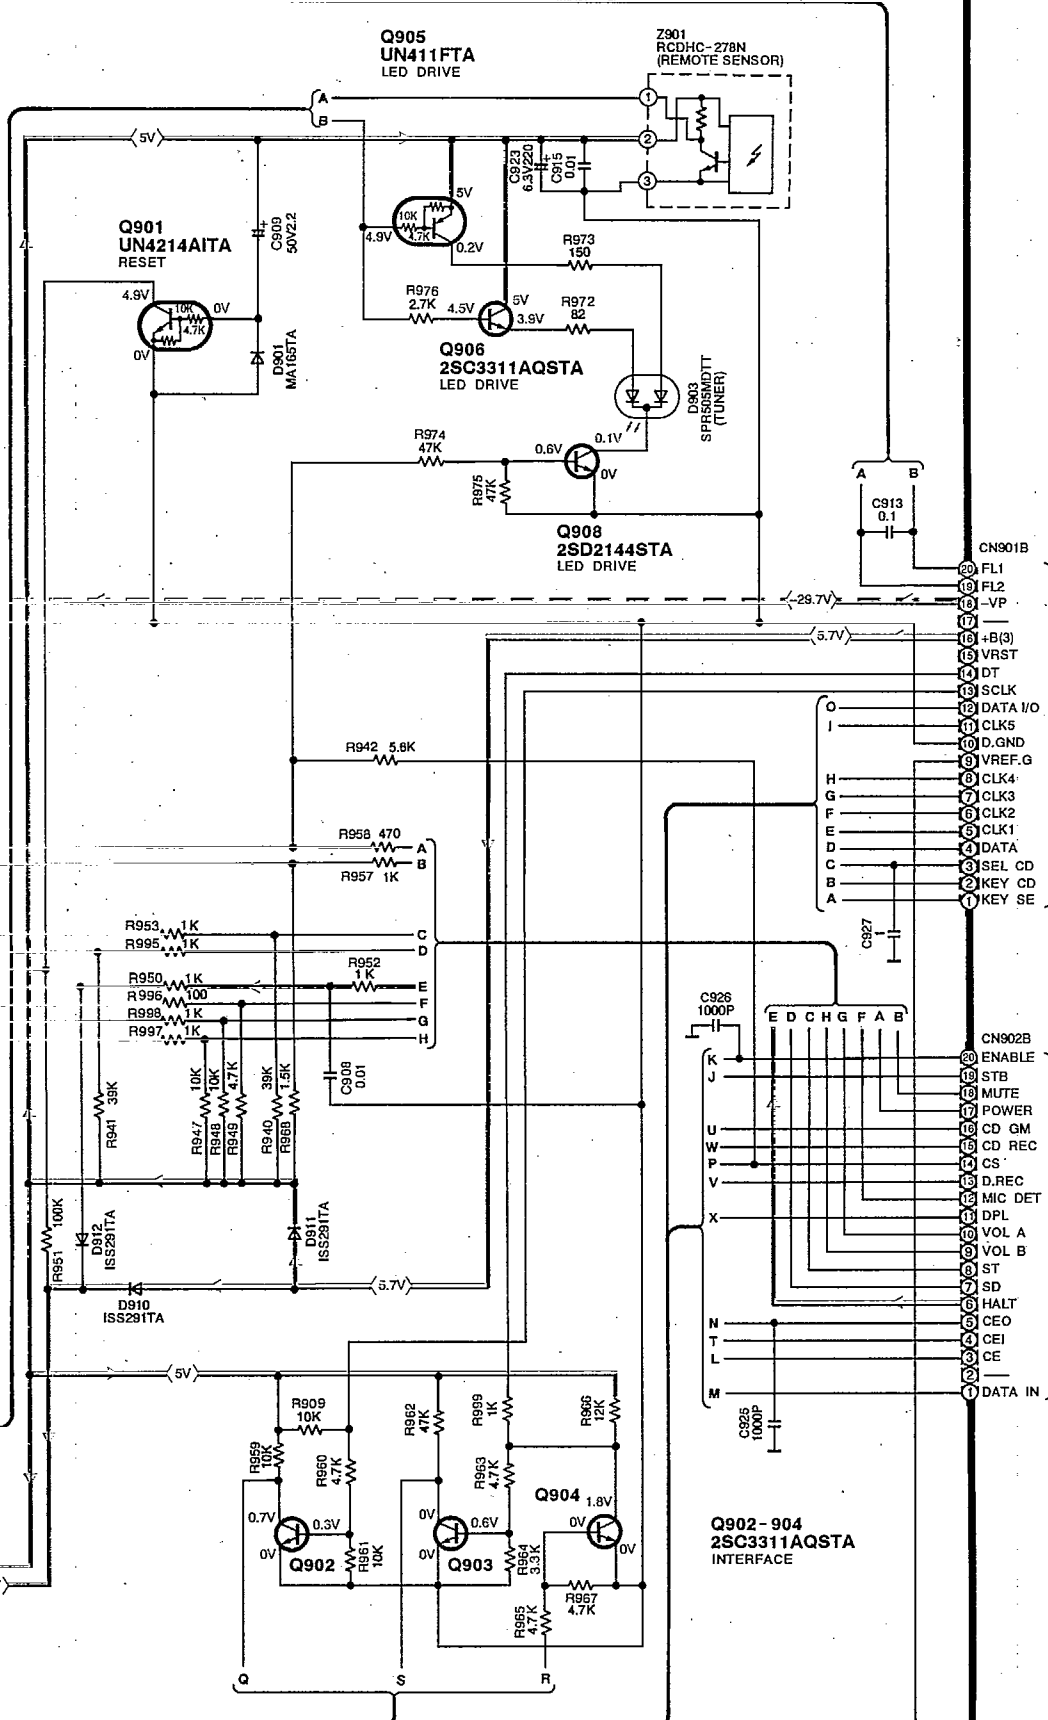 Q905
UN411FTA
LED DRIVE
Z901
RCDHC-278N
(REMOTE SENSOR)
A
B
1
2
3
5V
C923
6.3V220
C915
0.01
5V
10K
4.7K
4.9V
0.2V
Q901
UN4214AITA
RESET
C909
50V2.2
4.9V
10K
4.7K
0V
0V
D901
MA165TA
R973
150
R976
2.7K
4.5V
5V
3.9V
R972
82
Q906
2SC3311AQSTA
LED DRIVE
D903
SPR505MDTT
(TUNER)
R974
47K
0.6V
0.1V
0V
R975
47K
Q908
2SD2144STA
LED DRIVE
A
B
C913
0.1
CN901B
20 FL1
19 FL2
-29.7V
18 -VP
17
5.7V
16 +B(3)
15 VRST
14 DT
13 SCLK
O 12 DATA I/O
I 11 CLK5
10 D.GND
9 VREF.G
H 8 CLK4
G 7 CLK3
F 6 CLK2
E 5 CLK1
D 4 DATA
C 3 SEL CD
B 2 KEY CD
A 1 KEY SE
C927
1
R942 5.6K
R958 470 A
R957 1K B
R953 1K C
R995 1K D
R950 1K
R952
1K
E
R996 100 F
R998 1K G
R997 1K H
C908
0.01
R941 39K
R947 10K
R948 10K
R949 4.7K
R940 39K
R968 1.5K
R951 100K
D912
ISS291TA
D911
ISS291TA
D910
ISS291TA
5.7V
C926
1000P
E D C H G F A B
CN902B
K 20 ENABLE
J 19 STB
18 MUTE
17 POWER
U 16 CD GM
W 15 CD REC
P 14 CS
V 13 D.REC
12 MIC DET
X 11 DPL
10 VOL A
9 VOL B
8 ST
7 SD
6 HALT
N 5 CEO
T 4 CEI
L 3 CE
2
M 1 DATA IN
C925
1000P
5V
R909
10K
R959
10K
R960
4.7K
R962
47K
R999
1K
R966
12K
R963
4.7K
0.7V
0.3V
0V
Q902
R961
10K
0V
0.6V
0V
Q903
R964
3.3K
Q904
1.8V
0V
0V
R967
4.7K
R965
4.7K
Q902-904
2SC3311AQSTA
INTERFACE
Q
S
R